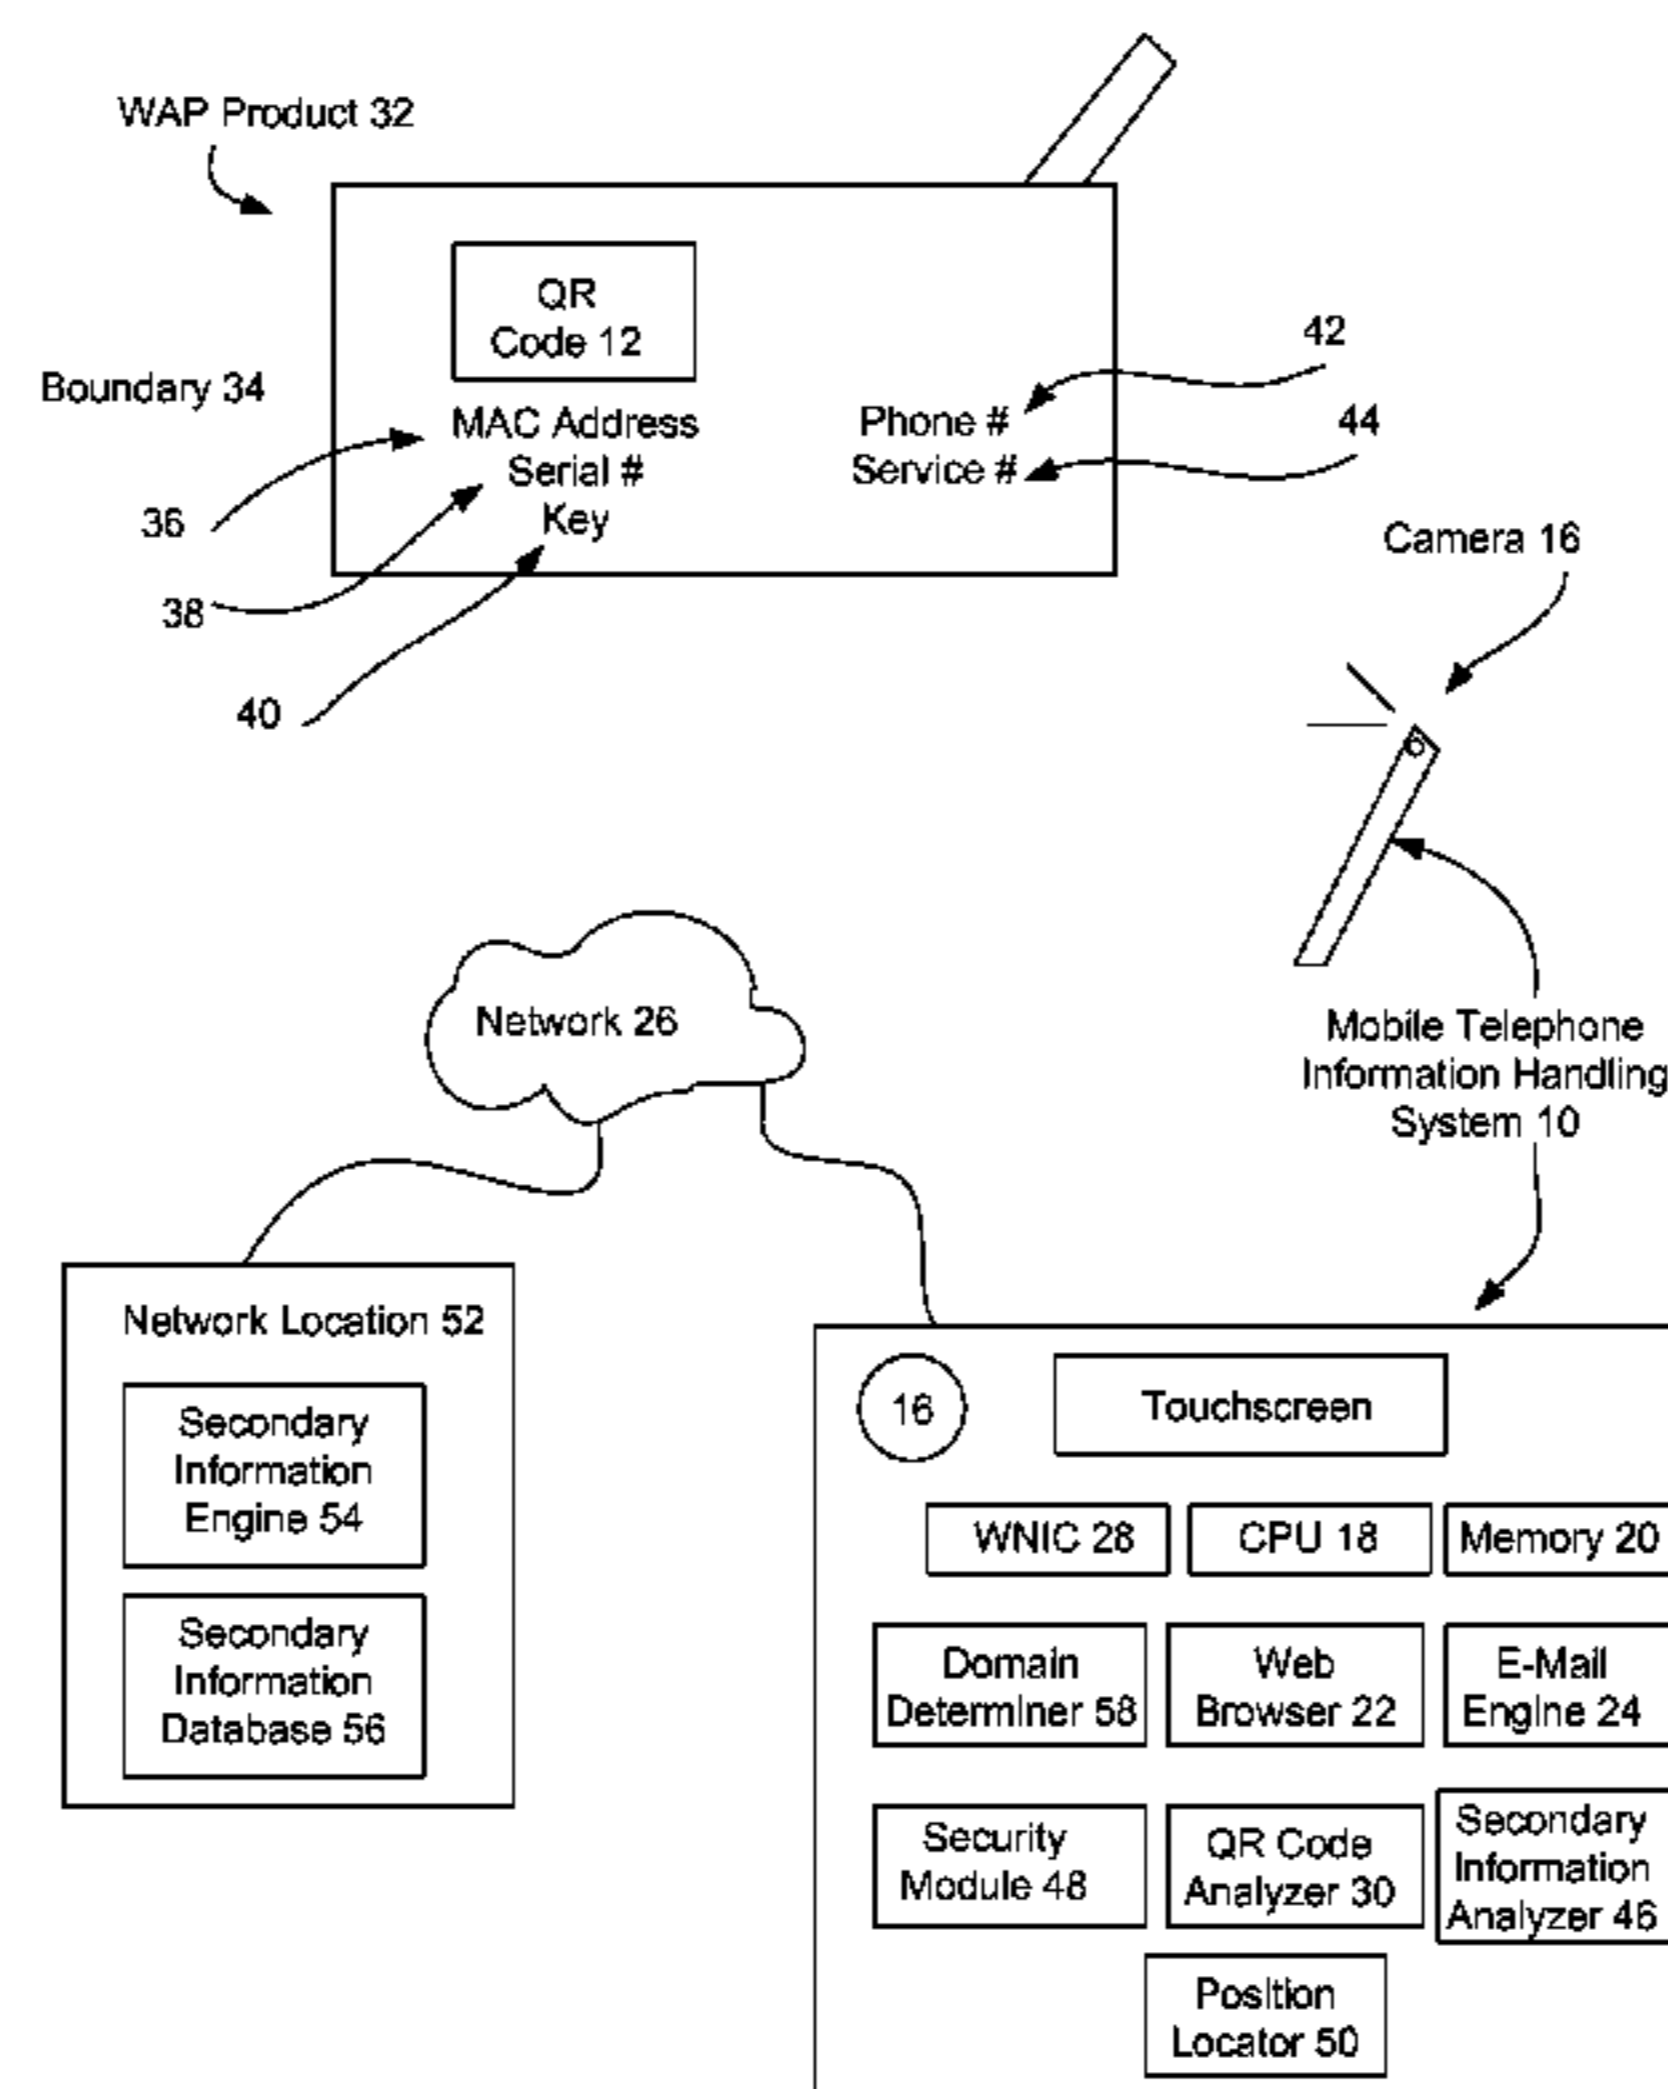 WAP Product 32
QR
Code 12
Boundary 34
MAC Address
Serial #
Key
Phone #
Service #
42
44
36
38
40
Camera 16
Network 26
Mobile Telephone
Information Handling
System 10
Network Location 52
Secondary
Information
Engine 54
Secondary
Information
Database 56
16
Touchscreen
WNIC 28
CPU 18
Memory 20
Domain
Determiner 58
Web
Browser 22
E-Mail
Engine 24
Security
Module 48
QR Code
Analyzer 30
Secondary
Information
Analyzer 46
Position
Locator 50